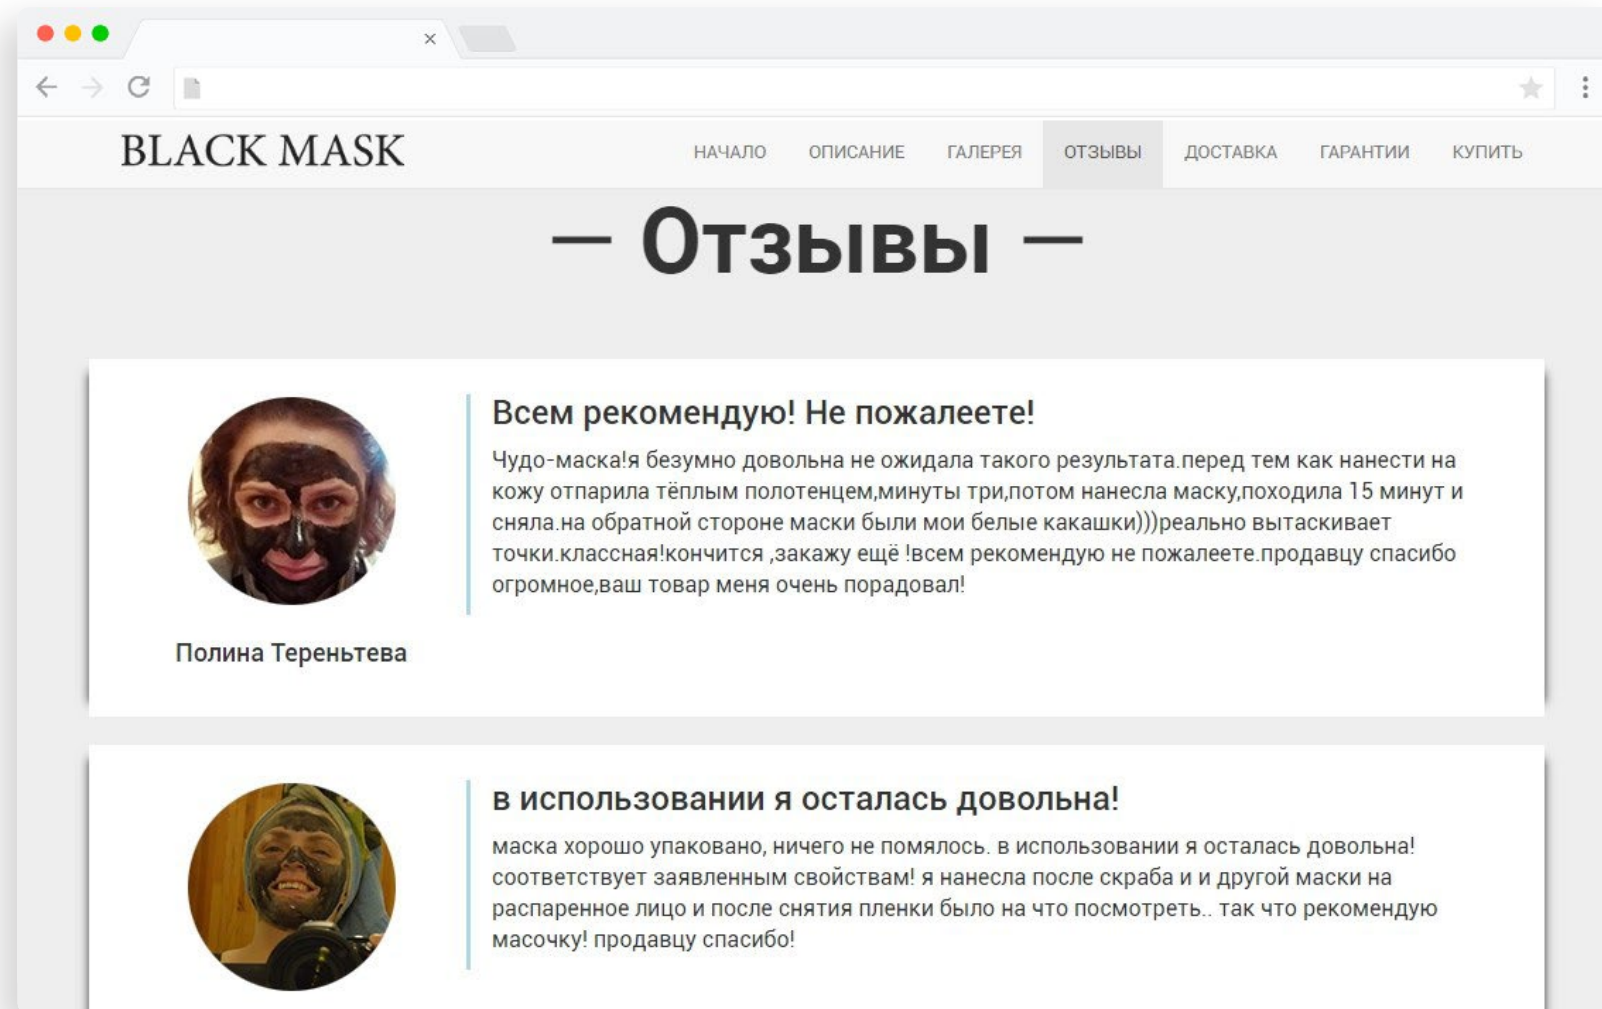 BLACK MASK
НАЧАЛО ОПИСАНИЕ ГАЛЕРЕЯ ОТЗЫВЫ ДОСТАВКА ГАРАНТИИ КУПИТЬ
— Отзывы —
Всем рекомендую! Не пожалеете!
Чудо-маска!я безумно довольна не ожидала такого результата.перед тем как нанести на
кожу отпарила тёплым полотенцем,минуты три,потом нанесла маску,походила 15 минут и
сняла.на обратной стороне маски были мои белые какашки)))реально вытаскивает
точки.классная!кончится ,закажу ещё !всем рекомендую не пожалеете.продавцу спасибо
огромное,ваш товар меня очень порадовал!
Полина Тереньтева
в использовании я осталась довольна!
маска хорошо упаковано, ничего не помялось. в использовании я осталась довольна!
соответствует заявленным свойствам! я нанесла после скраба и и другой маски на
распаренное лицо и после снятия пленки было на что посмотреть.. так что рекомендую
масочку! продавцу спасибо!